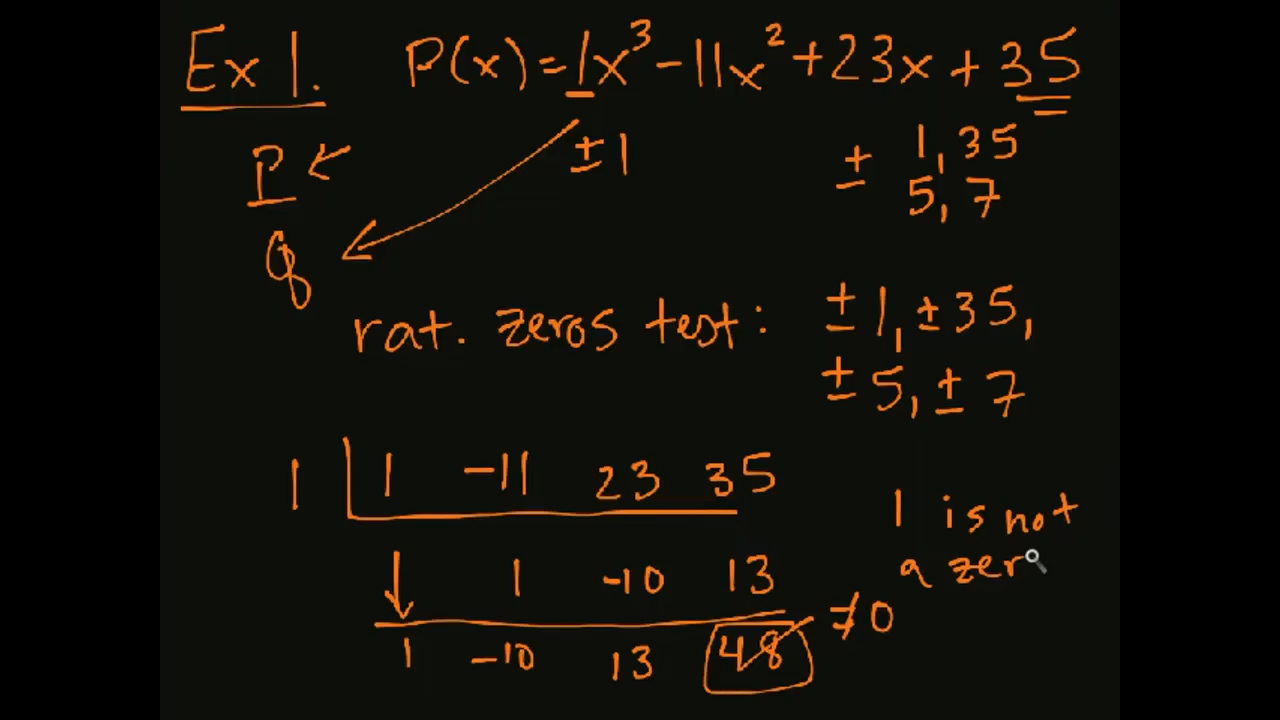 Ex 1. P(x) = 1x³ - 11x² + 23x + 35
± 1 ± 1, 35
P 5, 7
Q
rat. zeros test: ± 1, ± 35,
± 5, ± 7
1 | 1 -11 23 35
1 is not
1 -10 13 a zer
1 -10 13 48 ≠ 0